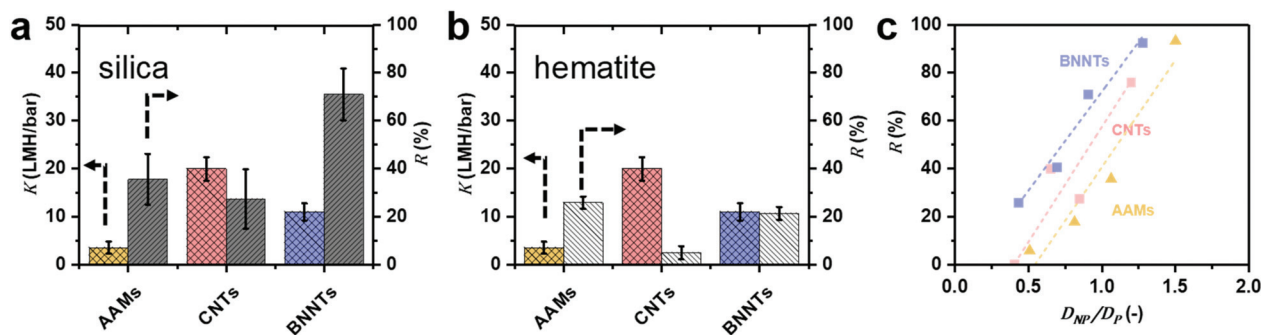 a
silica
K (LMH/bar)
50
40
30
20
10
0
100
80
60
40
20
0
R (%)
AAMs
CNTs
BNNTs
b
hematite
K (LMH/bar)
50
40
30
20
10
0
100
80
60
40
20
0
R (%)
AAMs
CNTs
BNNTs
c
R (%)
100
80
60
40
20
0
BNNTs
CNTs
AAMs
0.0
0.5
1.0
1.5
2.0
D_NP/D_P (-)